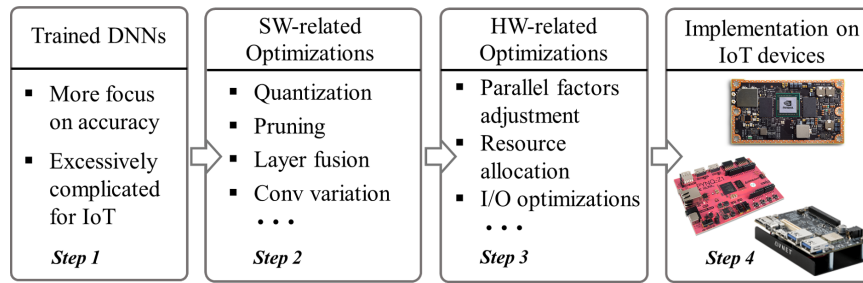 Trained DNNs
▪ More focus
on accuracy
▪ Excessively
complicated
for IoT
Step 1
SW-related
Optimizations
▪ Quantization
▪ Pruning
▪ Layer fusion
▪ Conv variation
• • •
Step 2
HW-related
Optimizations
▪ Parallel factors
adjustment
▪ Resource
allocation
▪ I/O optimizations
• • •
Step 3
Implementation on
IoT devices
Step 4